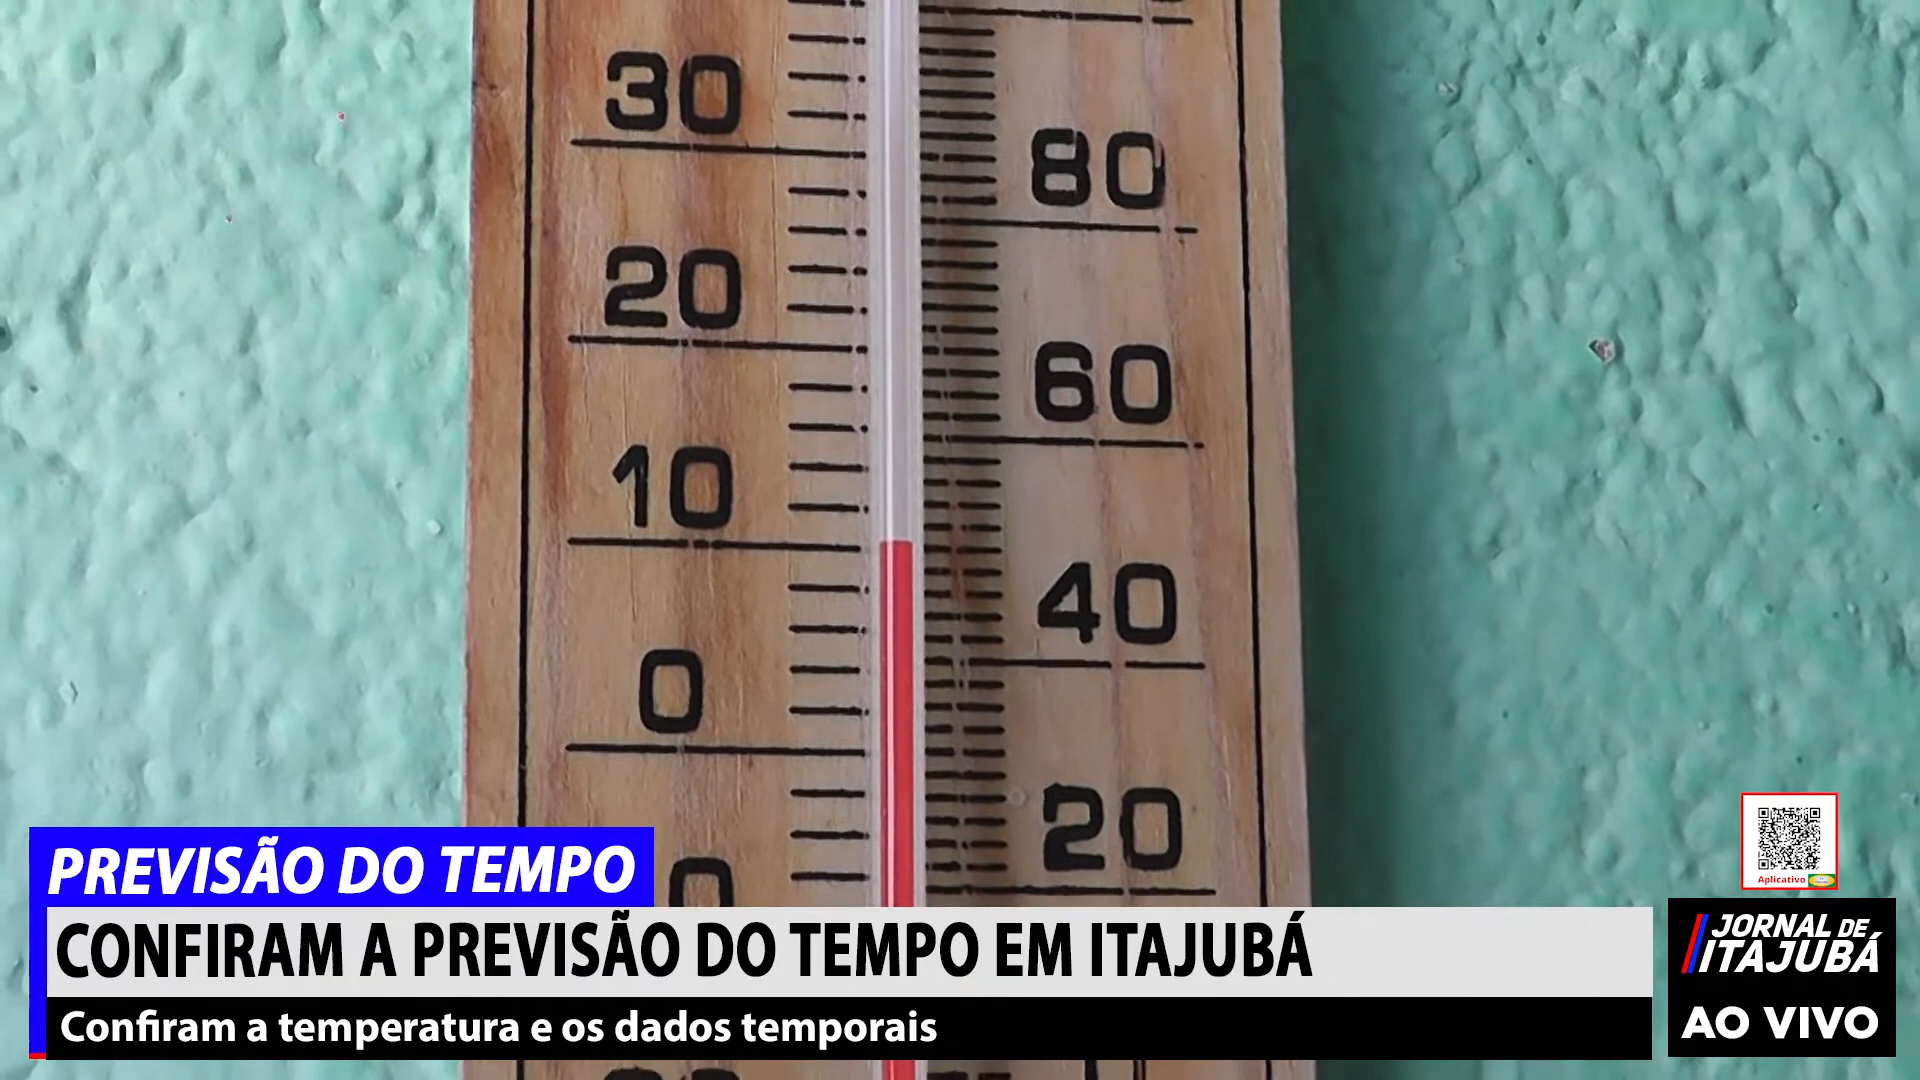 30
80
20
60
10
40
0
20
0
PREVISÃO DO TEMPO
CONFIRAM A PREVISÃO DO TEMPO EM ITAJUBÁ
Confiram a temperatura e os dados temporais
Aplicativo
JORNAL DE
ITAJUBÁ
AO VIVO